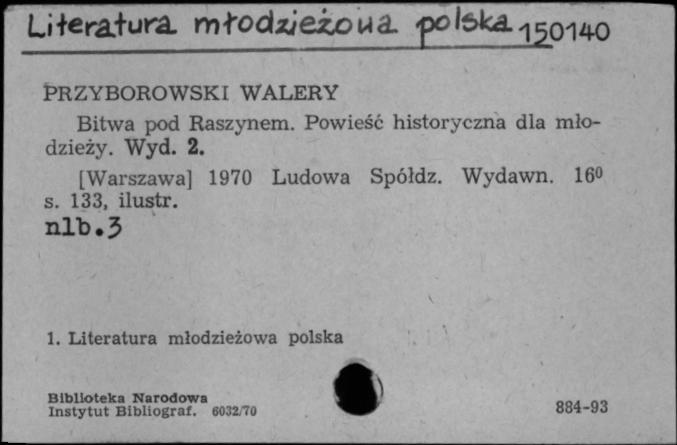 Literatura młodzieżowa polska 150140
PRZYBOROWSKI WALERY
Bitwa pod Raszynem. Powieść historyczna dla mło-
dzieży. Wyd. 2.
[Warszawa] 1970 Ludowa Spółdz. Wydawn. 16⁰
s. 133, ilustr.
nlb.3
1. Literatura młodzieżowa polska
Biblioteka Narodowa
Instytut Bibliograf. 6032/70
884-93